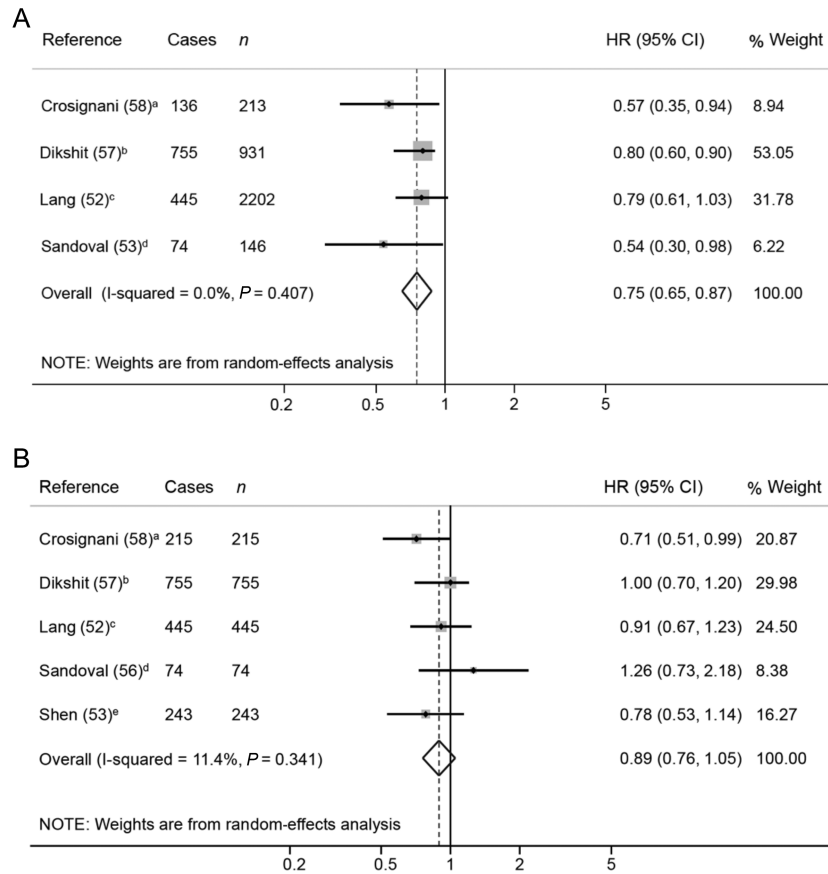 A
Reference Cases n HR (95% CI) % Weight
Crosignani (58)ᵃ 136 213 0.57 (0.35, 0.94) 8.94
Dikshit (57)ᵇ 755 931 0.80 (0.60, 0.90) 53.05
Lang (52)ᶜ 445 2202 0.79 (0.61, 1.03) 31.78
Sandoval (53)ᵈ 74 146 0.54 (0.30, 0.98) 6.22
Overall (I-squared = 0.0%, P = 0.407) 0.75 (0.65, 0.87) 100.00
NOTE: Weights are from random-effects analysis
0.2 0.5 1 2 5
B
Reference Cases n HR (95% CI) % Weight
Crosignani (58)ᵃ 215 215 0.71 (0.51, 0.99) 20.87
Dikshit (57)ᵇ 755 755 1.00 (0.70, 1.20) 29.98
Lang (52)ᶜ 445 445 0.91 (0.67, 1.23) 24.50
Sandoval (56)ᵈ 74 74 1.26 (0.73, 2.18) 8.38
Shen (53)ᵉ 243 243 0.78 (0.53, 1.14) 16.27
Overall (I-squared = 11.4%, P = 0.341) 0.89 (0.76, 1.05) 100.00
NOTE: Weights are from random-effects analysis
0.2 0.5 1 2 5